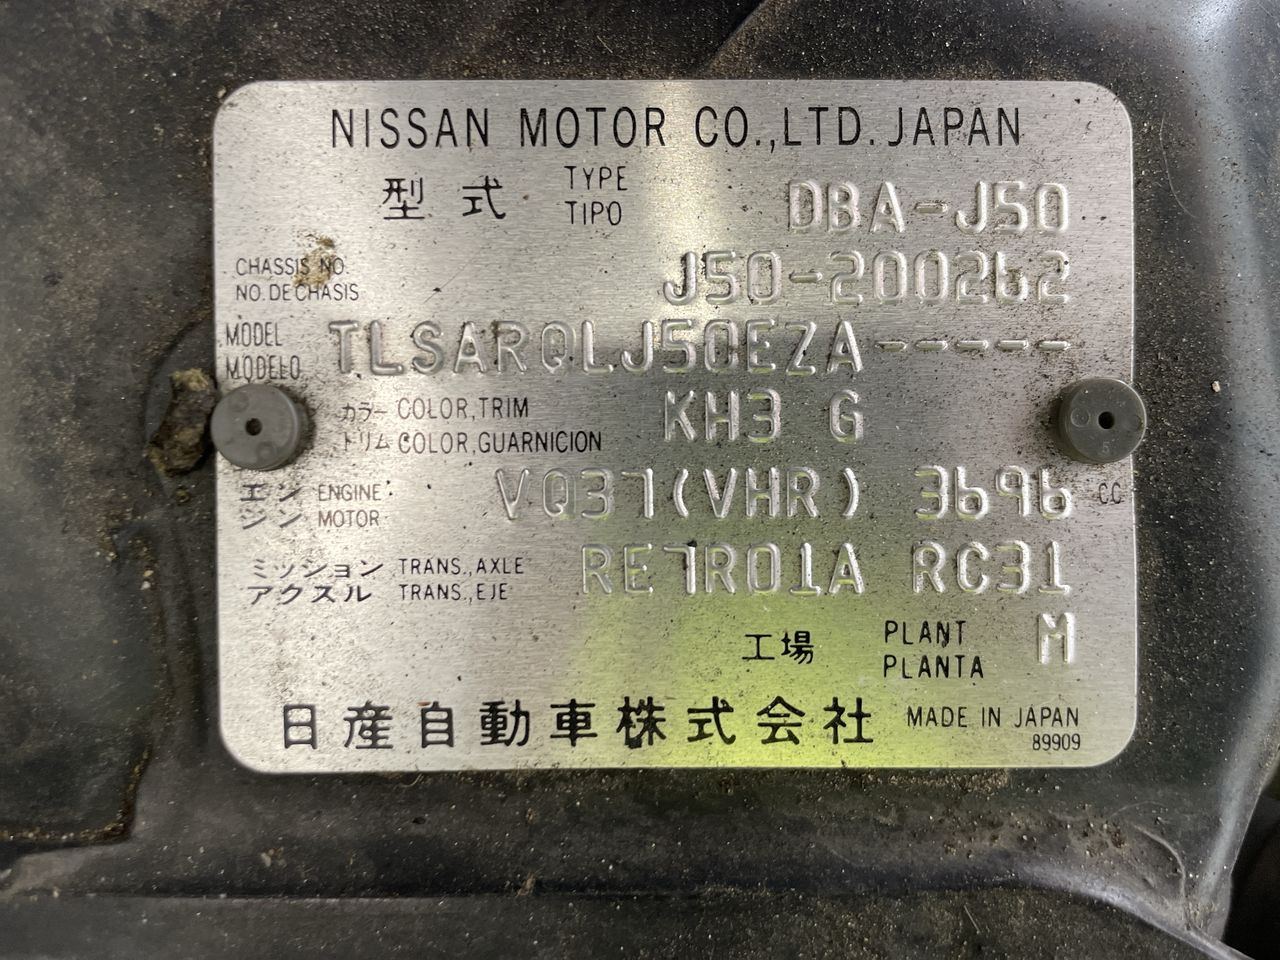 NISSAN MOTOR CO.,LTD.JAPAN
型式 TYPE DBA-J50
TIPO
CHASSIS NO. J50-200262
NO.DE CHASIS
MODEL TLSARQLJ50EZA-----
MODELO
カラー COLOR,TRIM KH3 G
トリム COLOR,GUARNICION
エン ENGINE VQ37(VHR) 3696 CC
ジン MOTOR
ミッション TRANS.,AXLE RE7R01A RC31
アクスル TRANS.,EJE
工場 PLANT M
PLANTA
日産自動車株式会社 MADE IN JAPAN
89909